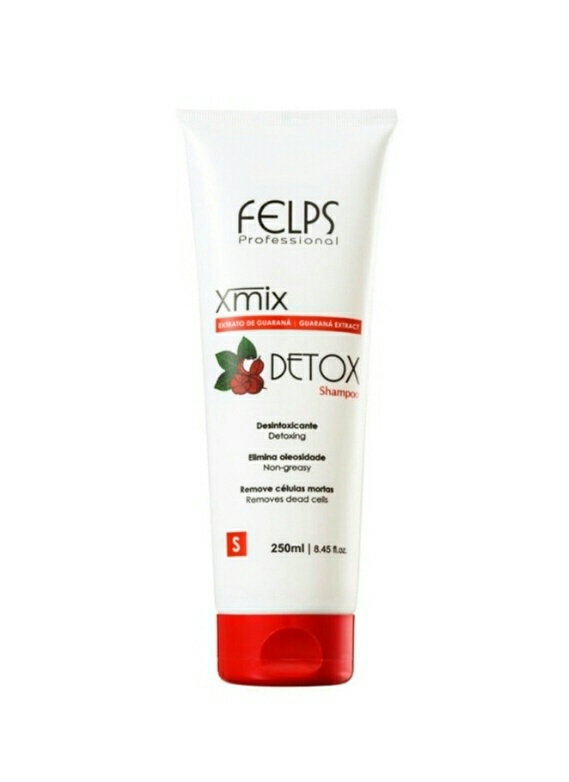 FELPS
Professional
Xmix
EXTRATO DE GUARANÁ | GUARANÁ EXTRACT
DETOX
Shampoo
Desintoxicante
Detoxing
Elimina oleosidade
Non-greasy
Remove células mortas
Removes dead cells
S
250ml | 8.45 fl.oz.